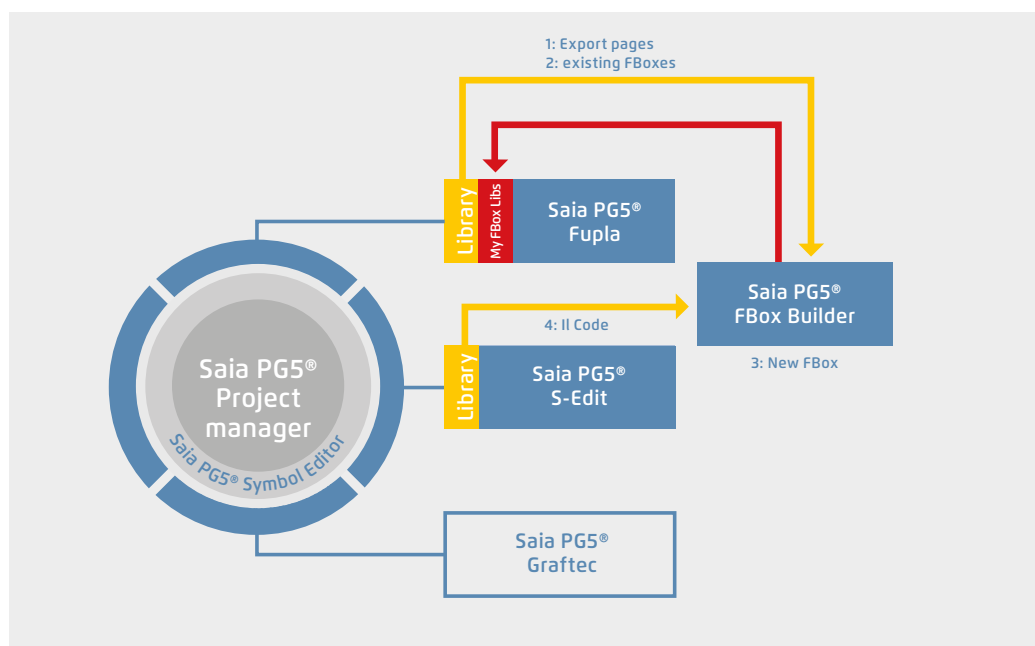 1: Export pages
2: existing FBoxes
Library
My FBox Libs
Saia PG5®
Fupla
Saia PG5®
FBox Builder
3: New FBox
4: Il Code
Library
Saia PG5®
S-Edit
Saia PG5®
Project
manager
Saia PG5® Symbol Editor
Saia PG5®
Graftec